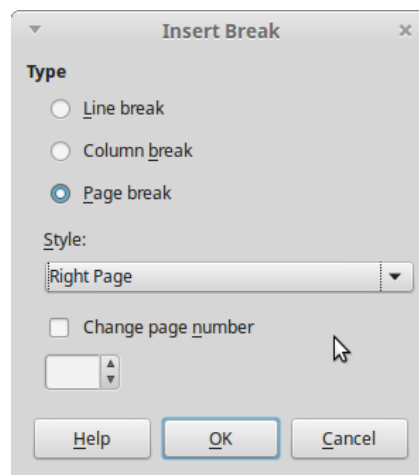 Insert Break
Type
Line break
Column break
Page break
Style:
Right Page
Change page number
Help OK Cancel